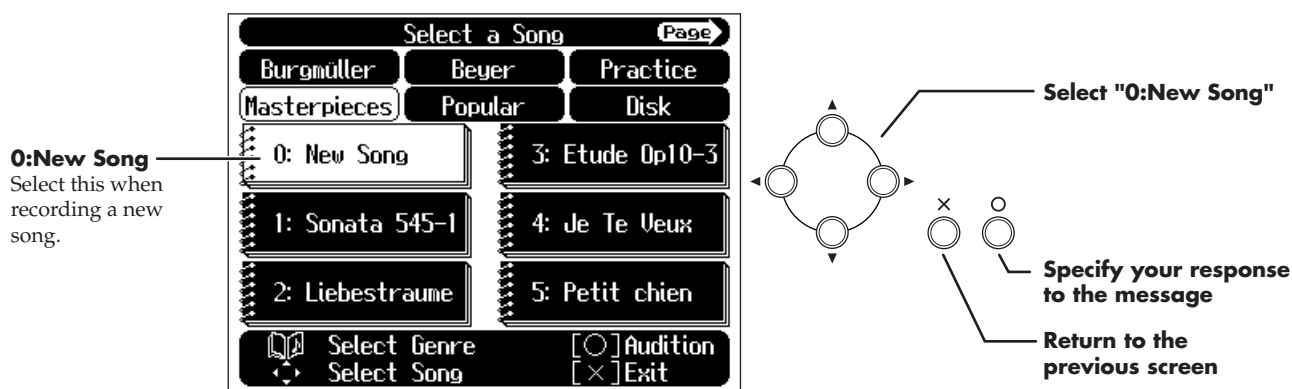 Select a Song
Page
Burgmüller Beyer Practice
Masterpieces Popular Disk
0: New Song 3: Etude Op10-3
1: Sonata 545-1 4: Je Te Veux
2: Liebestraume 5: Petit chien
Select Genre [○]Audition
Select Song [×]Exit
0:New Song
Select this when
recording a new
song.
Select "0:New Song"
× ○
Specify your response
to the message
Return to the
previous screen